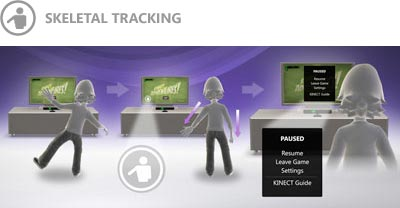 SKELETAL TRACKING
PAUSED
Resume
Leave Game
Settings
KINECT Guide
PAUSED
Resume
Leave Game
Settings
KINECT Guide